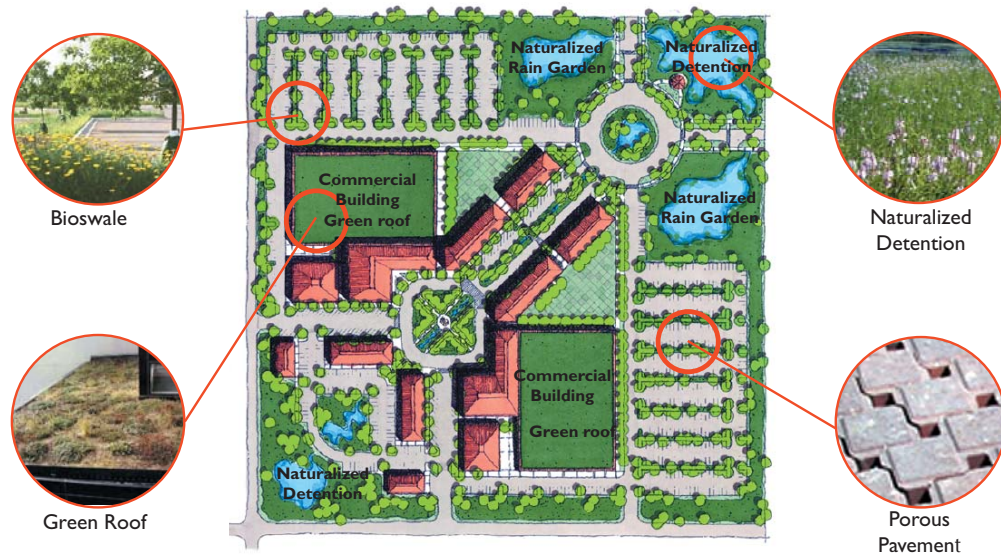 Naturalized
Rain Garden
Naturalized
Detention
Bioswale
Commercial
Building
Green roof
Naturalized
Rain Garden
Naturalized
Detention
Commercial
Building
Green roof
Naturalized
Detention
Green Roof
Porous
Pavement